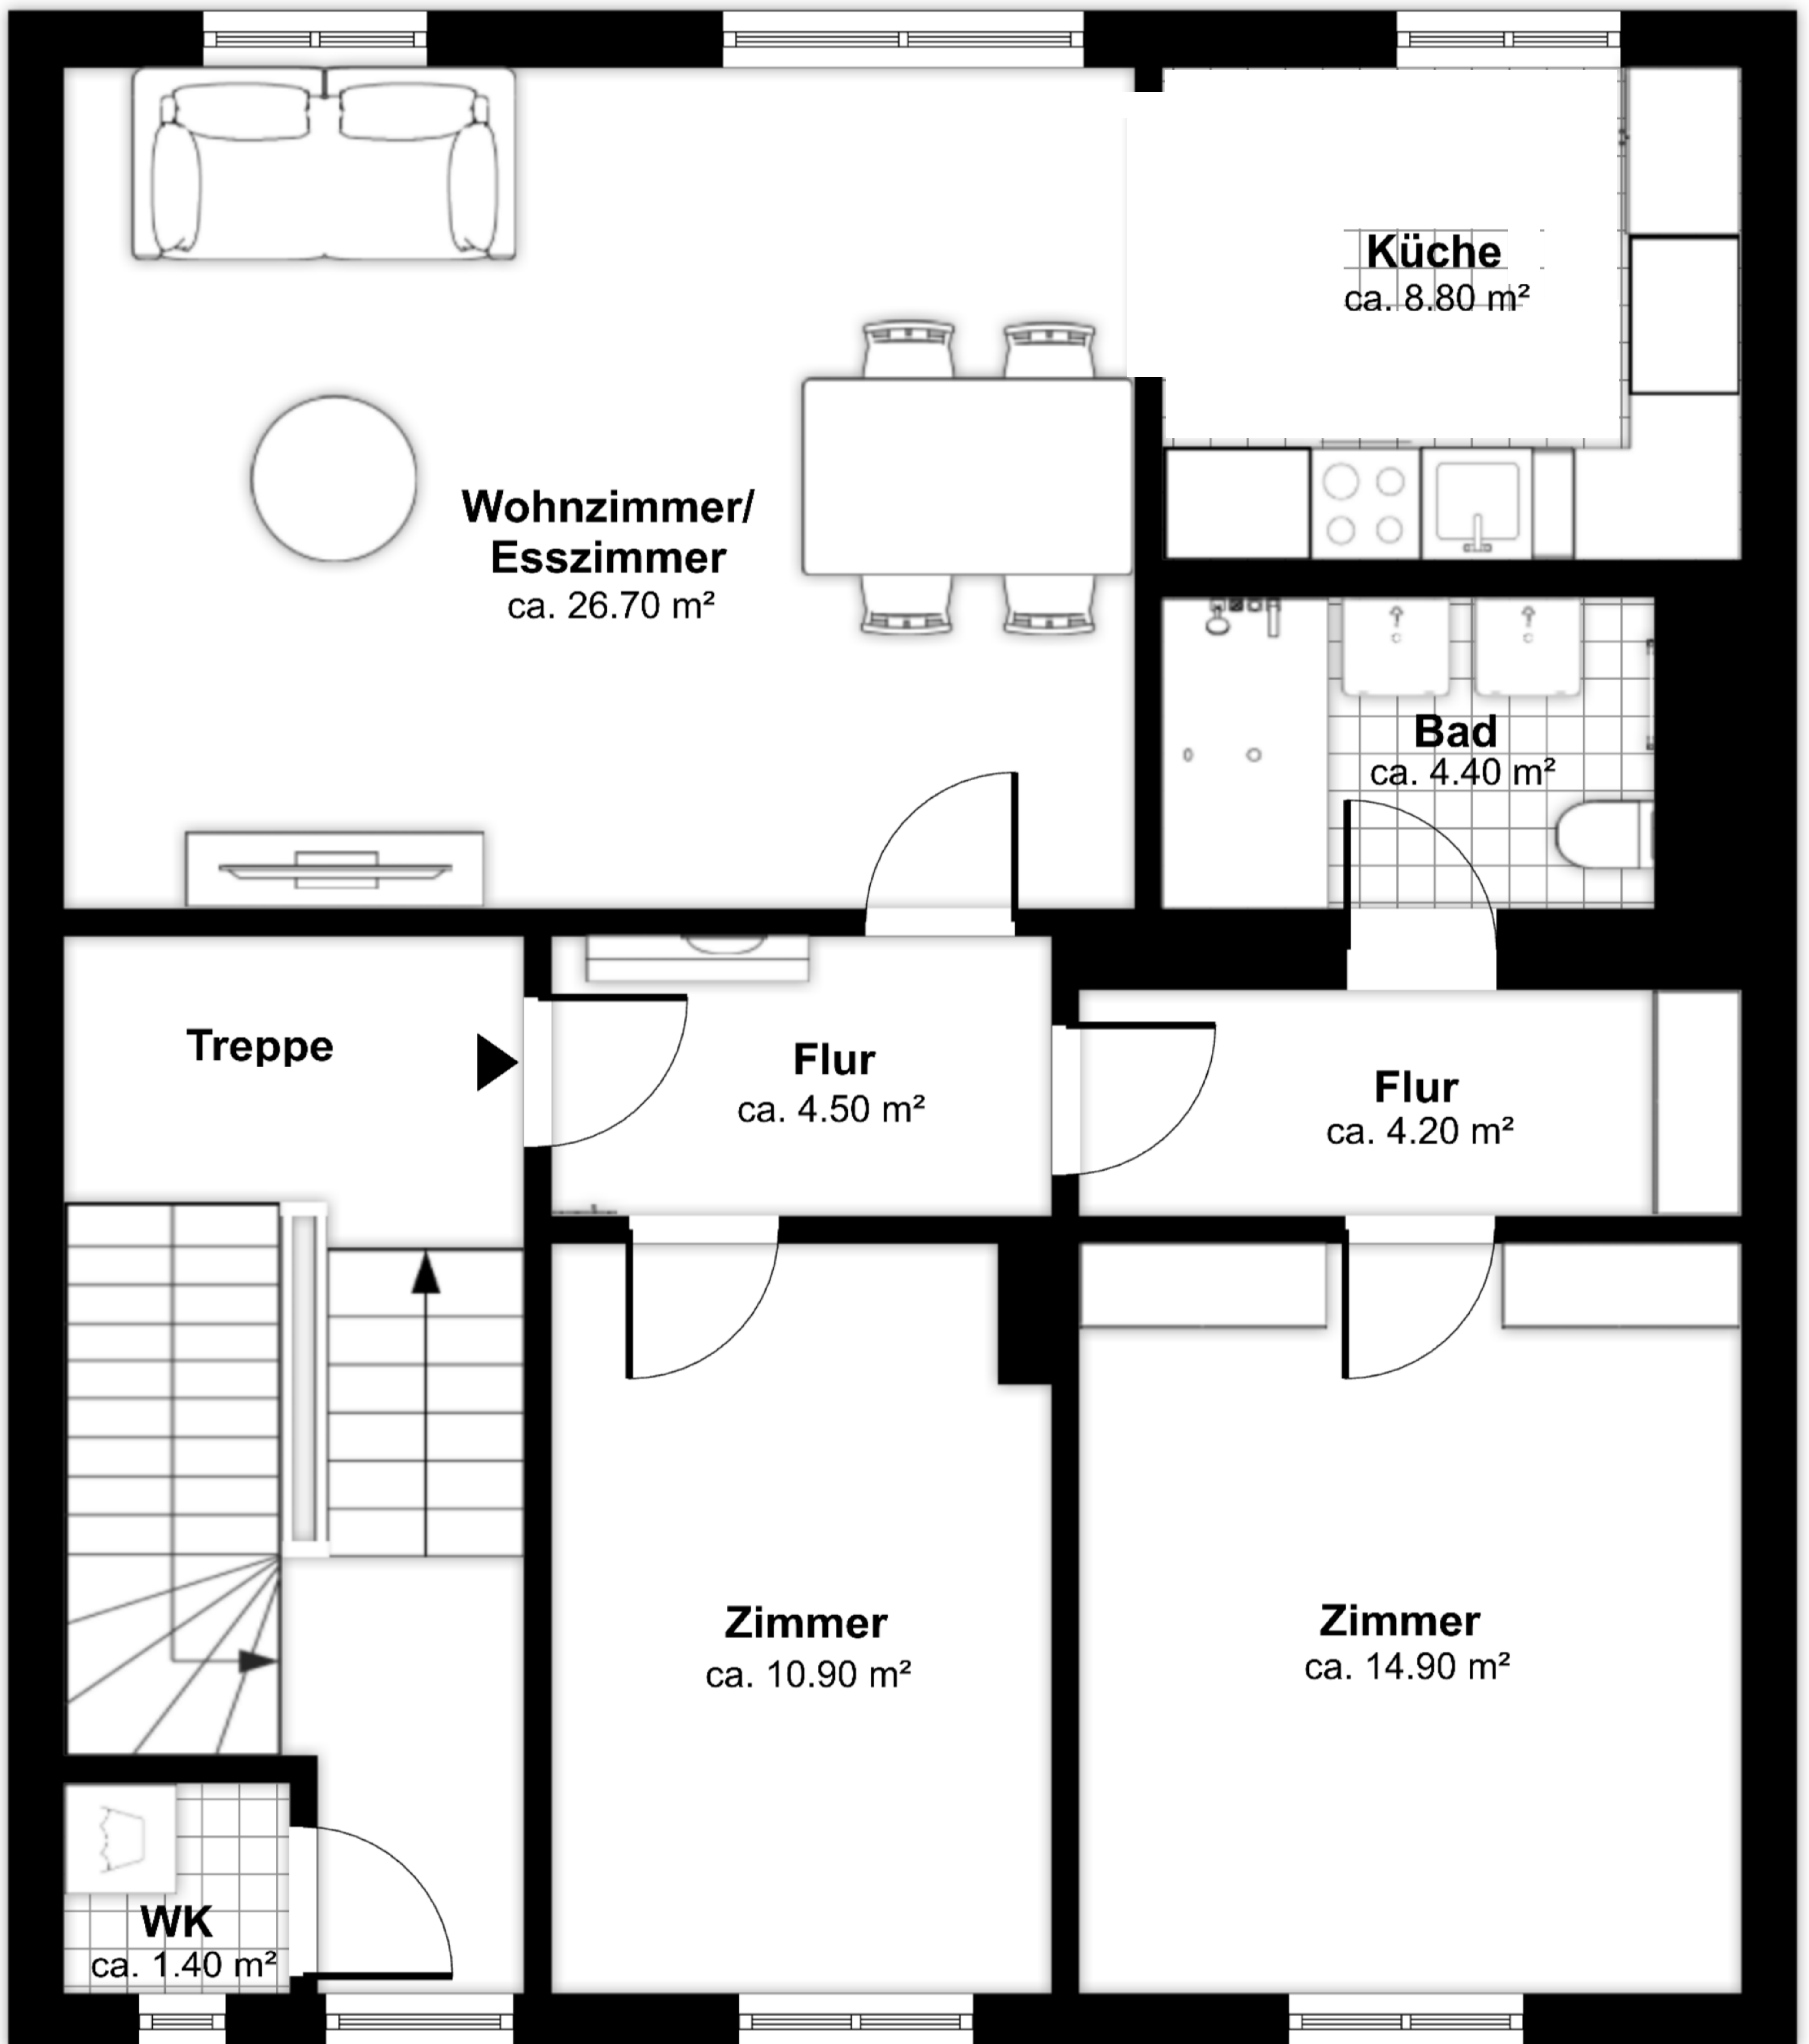 Küche
ca. 8.80 m²
Wohnzimmer/
Esszimmer
ca. 26.70 m²
Bad
ca. 4.40 m²
Treppe
Flur
ca. 4.50 m²
Flur
ca. 4.20 m²
Zimmer
ca. 10.90 m²
Zimmer
ca. 14.90 m²
WK
ca. 1.40 m²